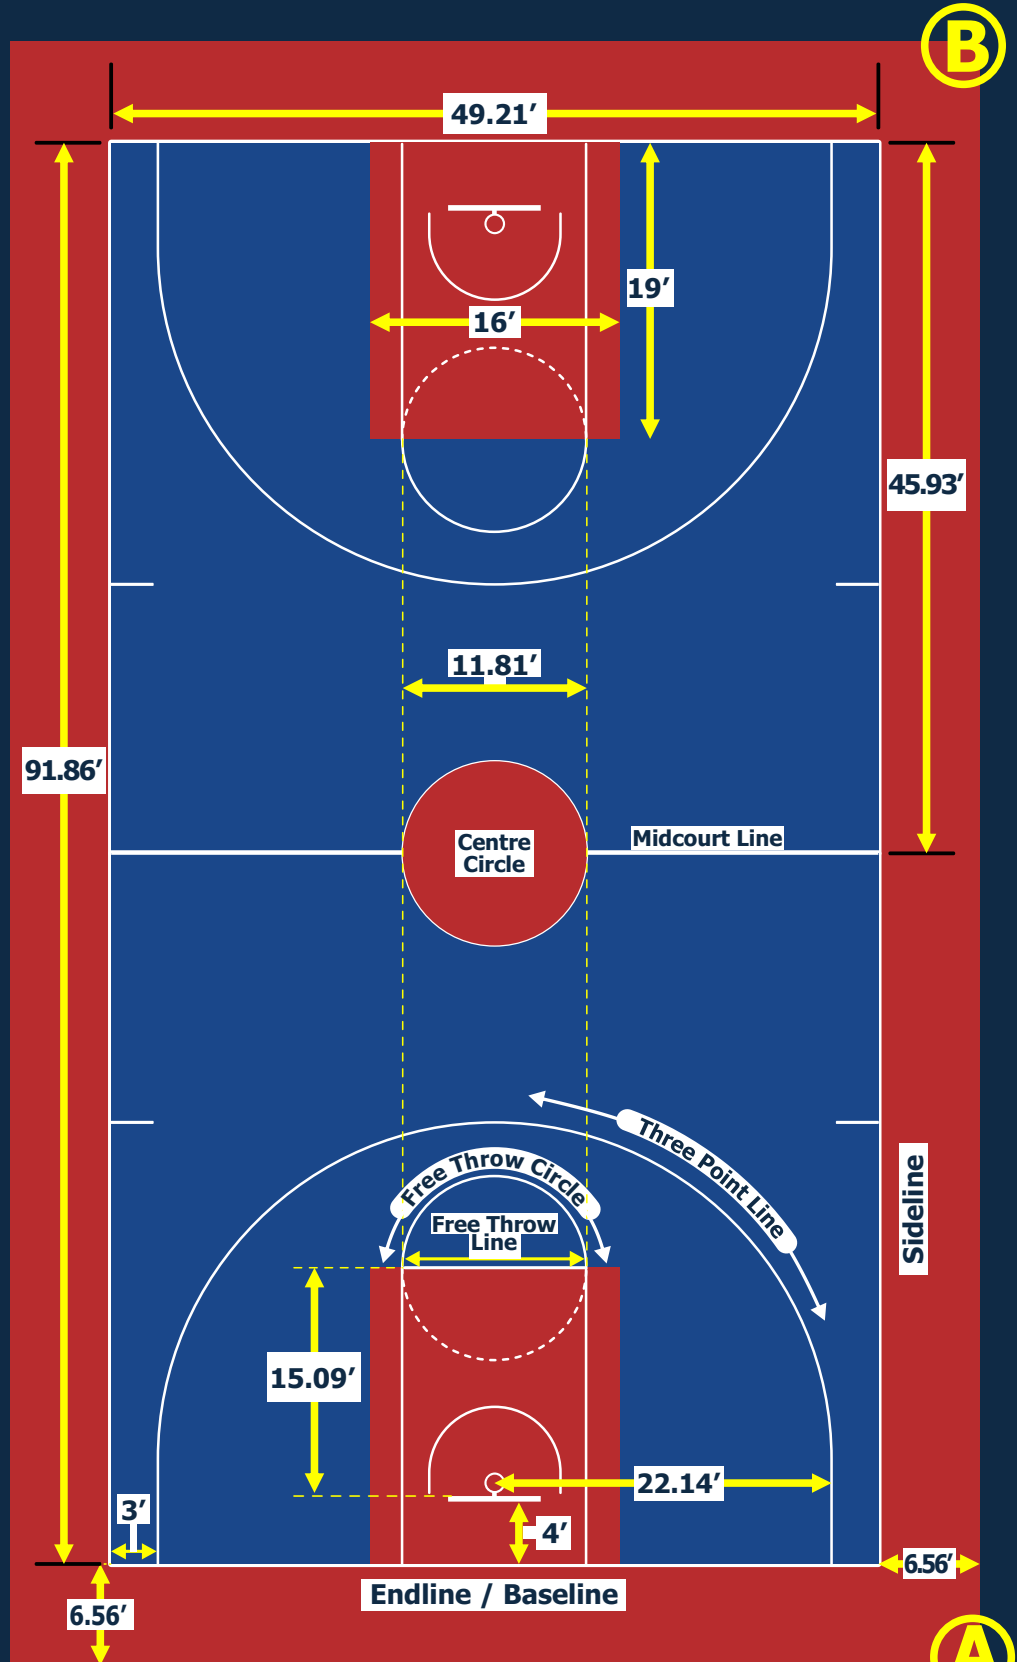 B
49.21’
19’
16’
45.93’
11.81’
91.86’
Midcourt Line
Centre
Circle
Three Point Line
Free Throw Circle
Sideline
Free Throw
Line
15.09’
22.14’
3’
4’
6.56’
Endline / Baseline
6.56’
A